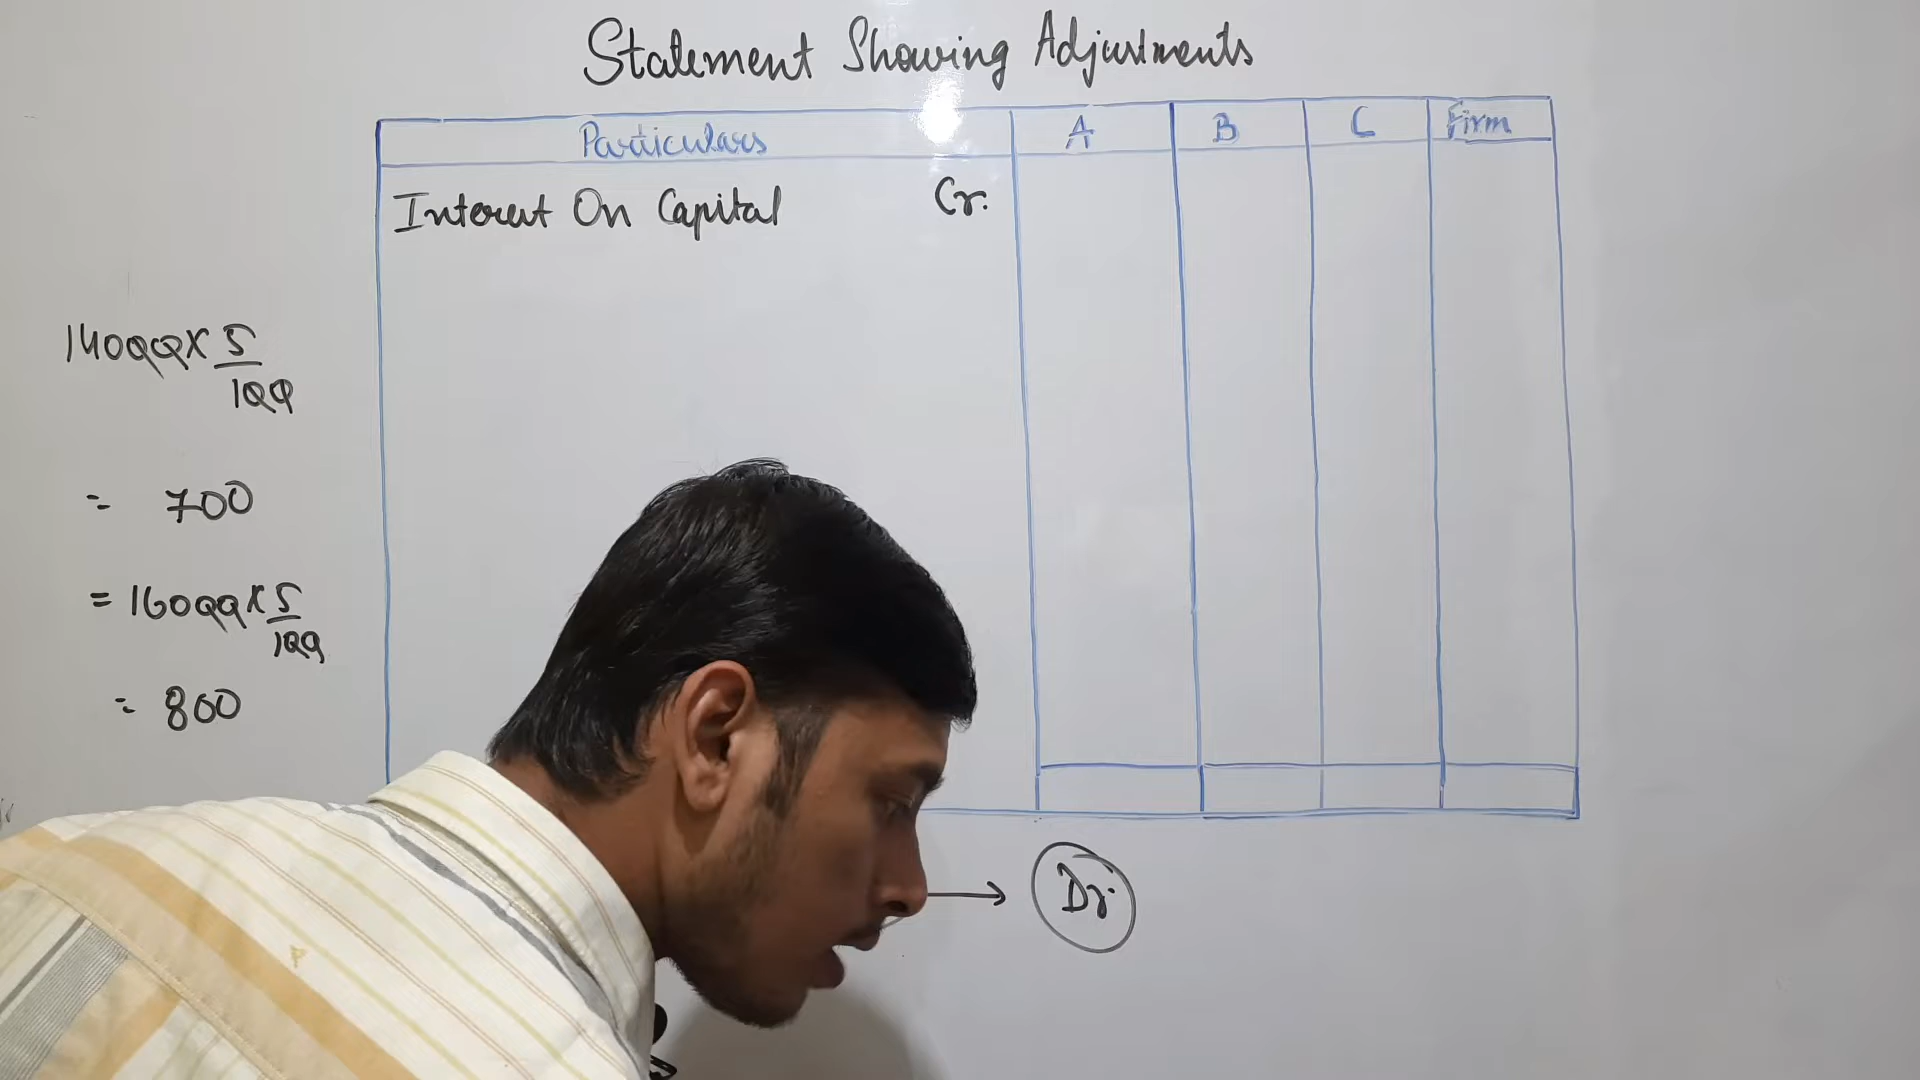 Statement Showing Adjustments
Particulars A B C Firm
Interest On Capital Cr.
14000 X 5/100
= 700
= 16000 X 5/100
= 800
→ Dr.